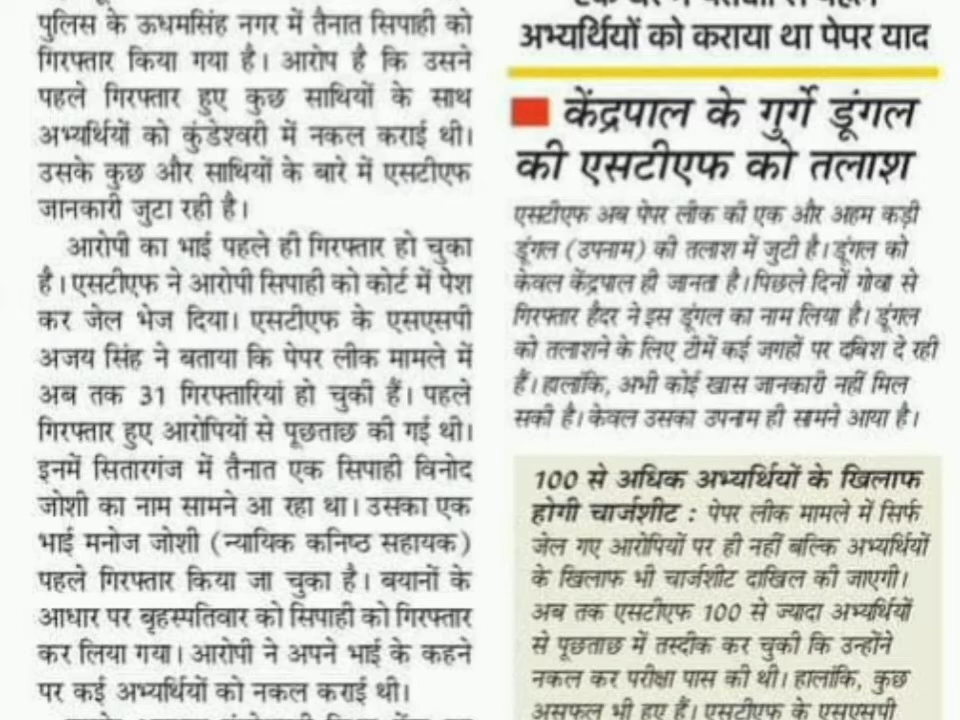 पुलिस के ऊधमसिंह नगर में तैनात सिपाही को
गिरफ्तार किया गया है। आरोप है कि उसने
पहले गिरफ्तार हुए कुछ साथियों के साथ
अभ्यर्थियों को कुंडेश्वरी में नकल कराई थी।
उसके कुछ और साथियों के बारे में एसटीएफ
जानकारी जुटा रही है।
आरोपी का भाई पहले ही गिरफ्तार हो चुका
है। एसटीएफ ने आरोपी सिपाही को कोर्ट में पेश
कर जेल भेज दिया। एसटीएफ के एसएसपी
अजय सिंह ने बताया कि पेपर लीक मामले में
अब तक 31 गिरफ्तारियां हो चुकी हैं। पहले
गिरफ्तार हुए आरोपियों से पूछताछ की गई थी।
इनमें सितारगंज में तैनात एक सिपाही विनोद
जोशी का नाम सामने आ रहा था। उसका एक
भाई मनोज जोशी (न्यायिक कनिष्ठ सहायक)
पहले गिरफ्तार किया जा चुका है। बयानों के
आधार पर बृहस्पतिवार को सिपाही को गिरफ्तार
कर लिया गया। आरोपी ने अपने भाई के कहने
पर कई अभ्यर्थियों को नकल कराई थी।
अभ्यर्थियों को कराया था पेपर याद
केंद्रपाल के गुर्गे डूंगल
की एसटीएफ को तलाश
एसटीएफ अब पेपर लीक की एक और अहम कड़ी
डूंगल (उपनाम) की तलाश में जुटी है। डूंगल को
केवल केंद्रपाल ही जानता है। पिछले दिनों गोवा से
गिरफ्तार हैदर ने इस डूंगल का नाम लिया है। डूंगल
को तलाशने के लिए टीमें कई जगहों पर दबिश दे रही
हैं। हालांकि, अभी कोई खास जानकारी नहीं मिल
सकी है। केवल उसका उपनाम ही सामने आया है।
100 से अधिक अभ्यर्थियों के खिलाफ
होगी चार्जशीट : पेपर लीक मामले में सिर्फ
जेल गए आरोपियों पर ही नहीं बल्कि अभ्यर्थियों
के खिलाफ भी चार्जशीट दाखिल की जाएगी।
अब तक एसटीएफ 100 से ज्यादा अभ्यर्थियों
से पूछताछ में तस्दीक कर चुकी कि उन्होंने
नकल कर परीक्षा पास की थी। हालांकि, कुछ
असफल भी हुए हैं। एसटीएफ के एसएसपी